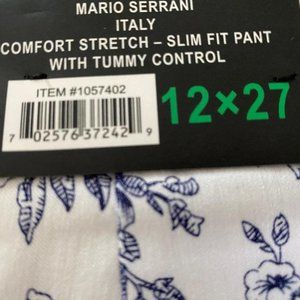 MARIO SERRANI
ITALY
COMFORT STRETCH – SLIM FIT PANT
WITH TUMMY CONTROL
ITEM #1057402
12×27
7 02576 37242 9